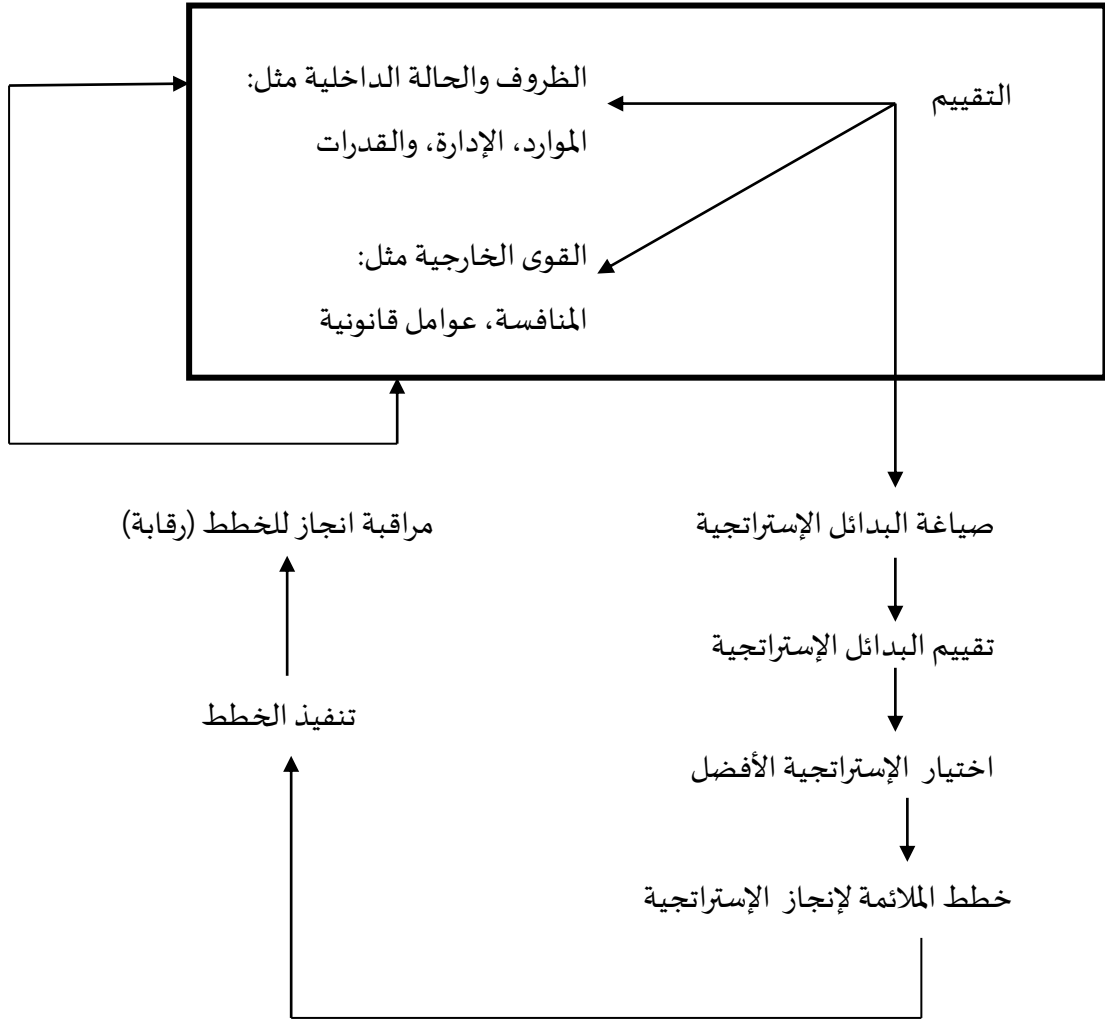 التقييم
الظروف والحالة الداخلية مثل:
الموارد، الإدارة، والقدرات
القوى الخارجية مثل:
المنافسة، عوامل قانونية
صياغة البدائل الإستراتجية
تقييم البدائل الإستراتجية
اختيار الإستراتجية الأفضل
خطط الملائمة لإنجاز الإستراتجية
تنفيذ الخطط
مراقبة انجاز للخطط (رقابة)